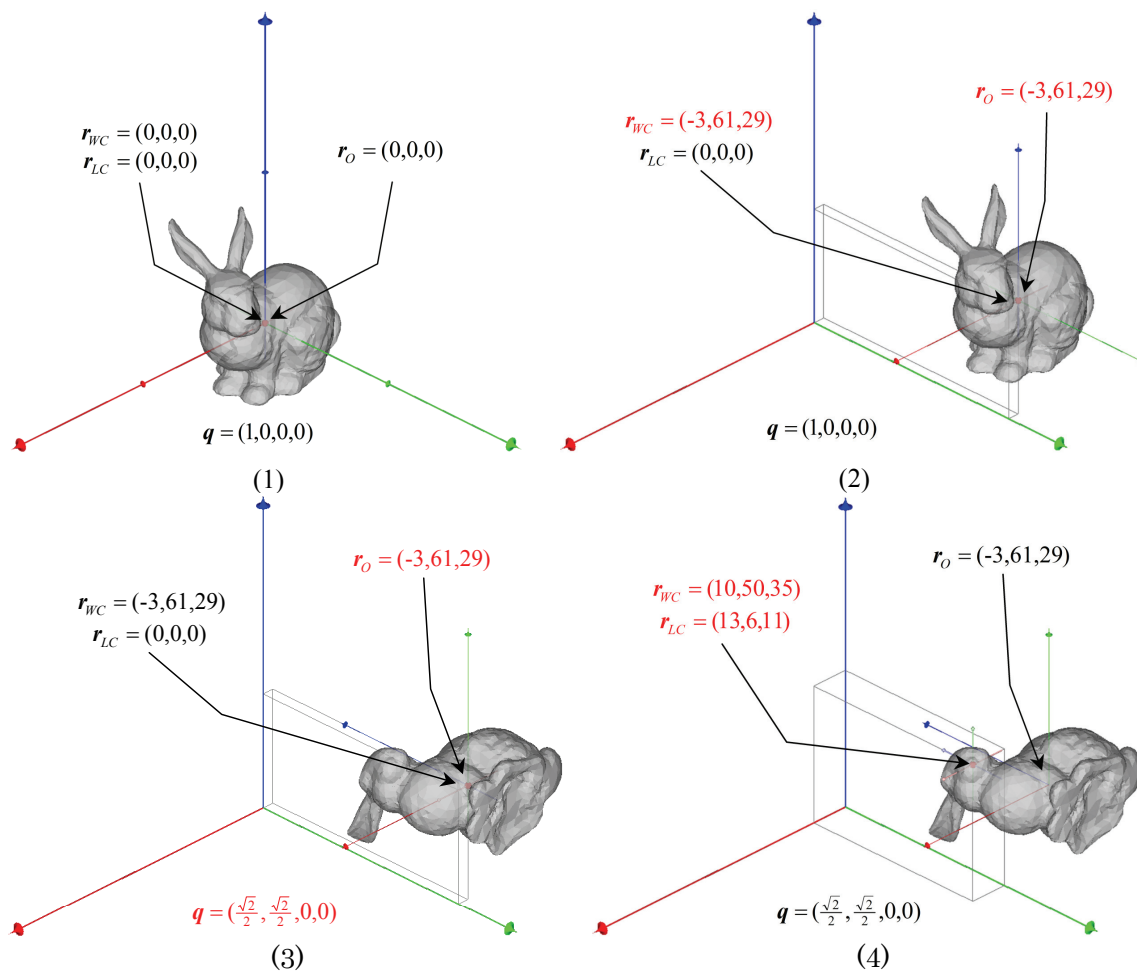 r_WC = (0,0,0)
r_LC = (0,0,0)
r_O = (0,0,0)
q = (1,0,0,0)
(1)
r_O = (-3,61,29)
r_WC = (-3,61,29)
r_LC = (0,0,0)
q = (1,0,0,0)
(2)
r_O = (-3,61,29)
r_WC = (-3,61,29)
r_LC = (0,0,0)
q = (√2/2, √2/2, 0,0)
(3)
r_O = (-3,61,29)
r_WC = (10,50,35)
r_LC = (13,6,11)
q = (√2/2, √2/2, 0,0)
(4)